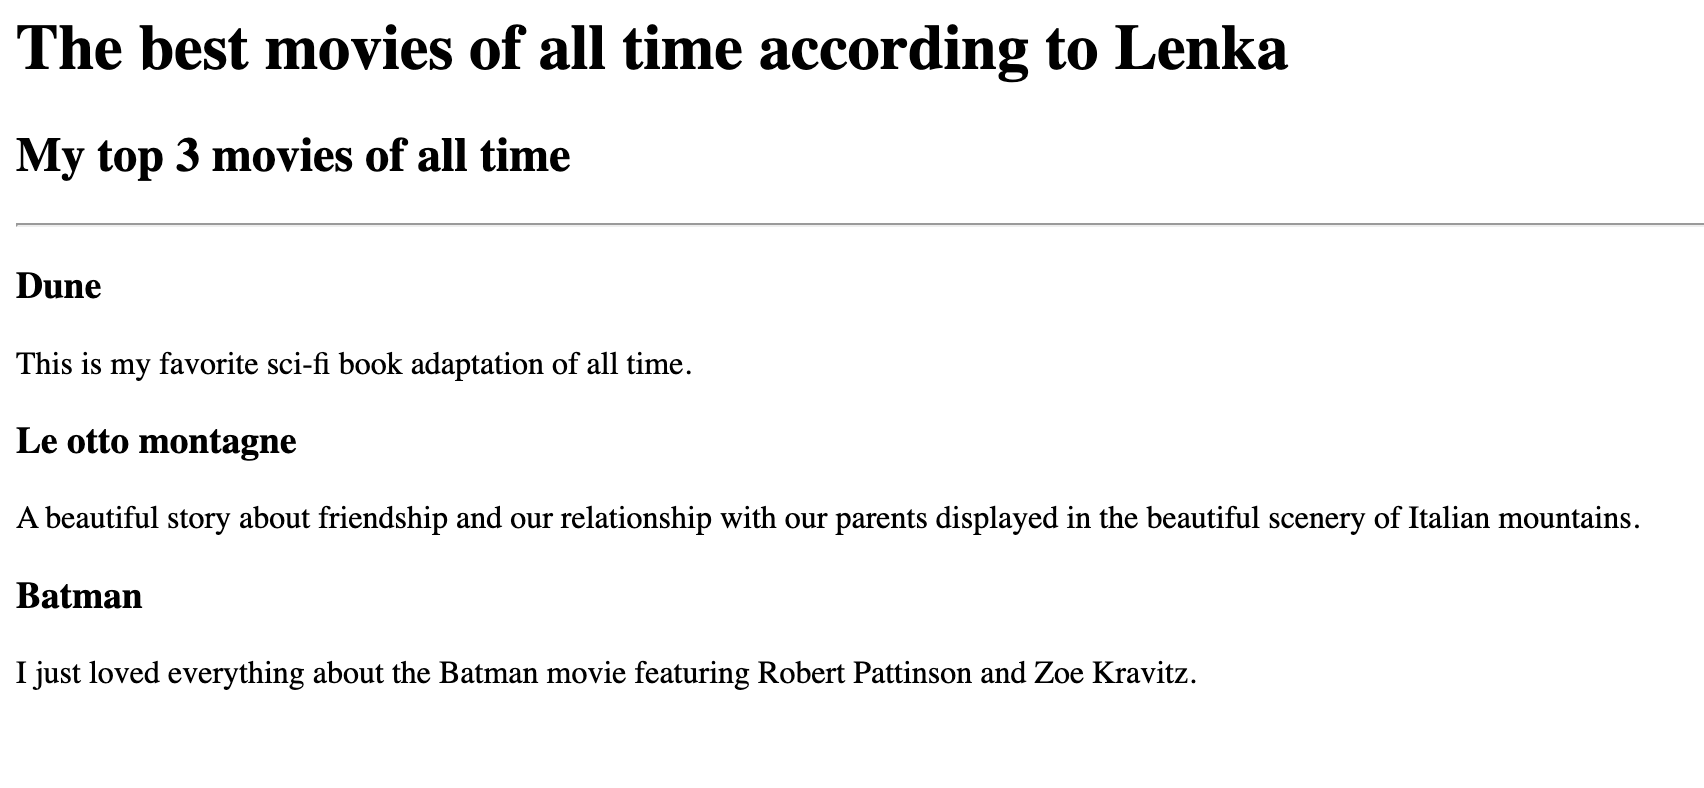 The best movies of all time according to Lenka
My top 3 movies of all time
Dune
This is my favorite sci-fi book adaptation of all time.
Le otto montagne
A beautiful story about friendship and our relationship with our parents displayed in the beautiful scenery of Italian mountains.
Batman
I just loved everything about the Batman movie featuring Robert Pattinson and Zoe Kravitz.